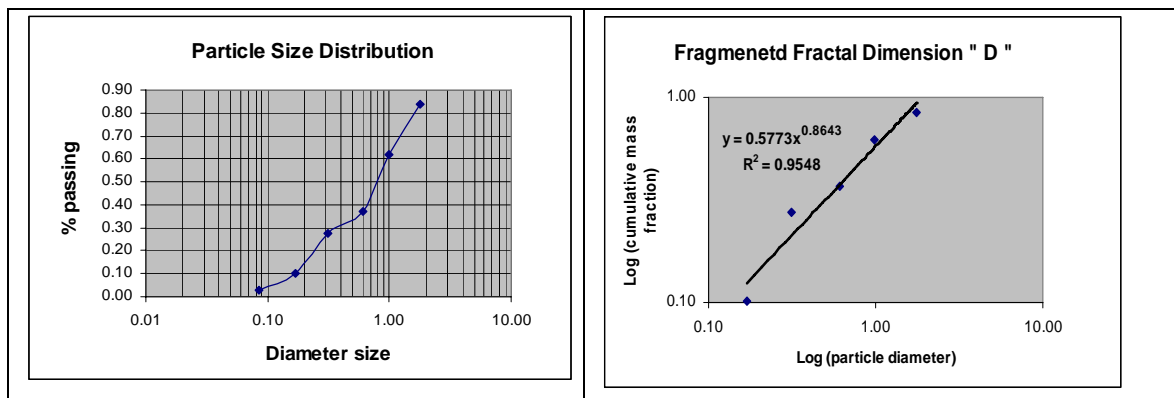 Particle Size Distribution
% passing
0.90
0.80
0.70
0.60
0.50
0.40
0.30
0.20
0.10
0.00
0.01 0.10 1.00 10.00
Diameter size
Fragmenetd Fractal Dimension " D "
Log (cumulative mass
fraction)
1.00
0.10
y = 0.5773x^0.8643
R² = 0.9548
0.10 1.00 10.00
Log (particle diameter)